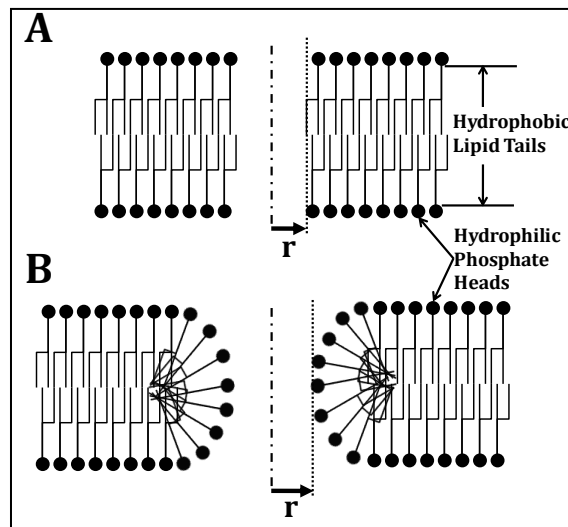 A
Hydrophobic
Lipid Tails
r
Hydrophilic
Phosphate
Heads
B
r